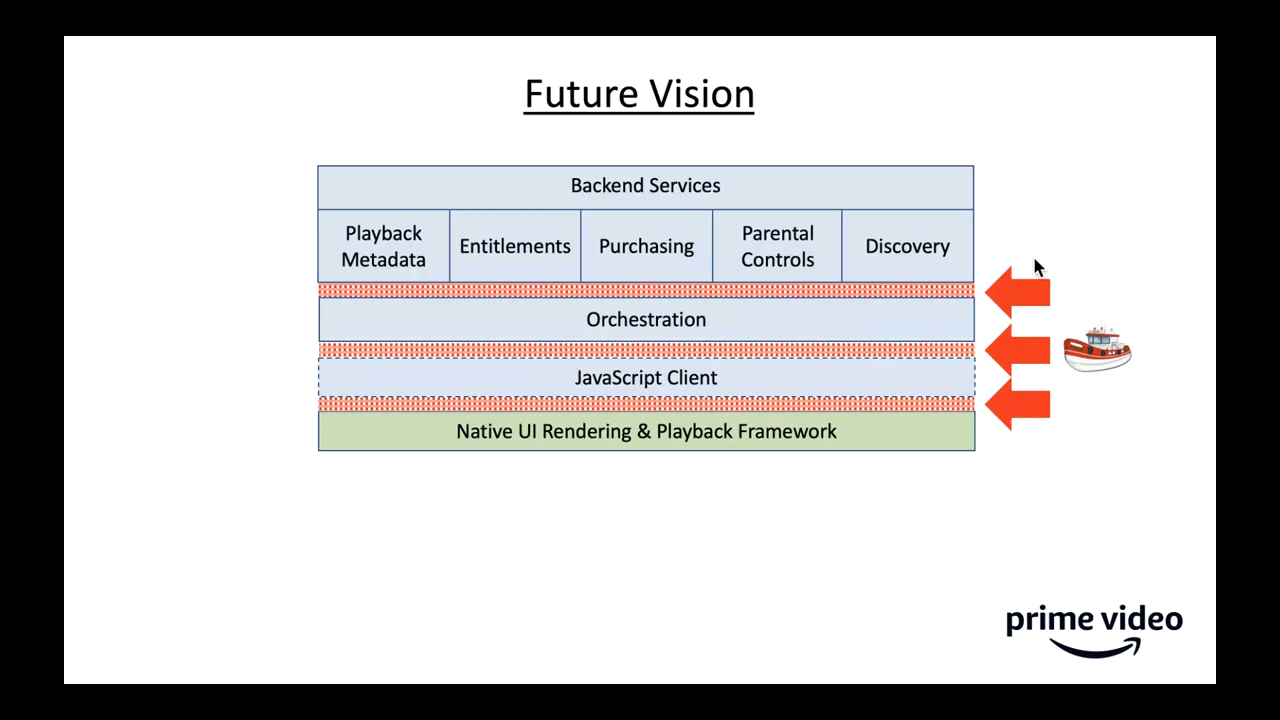 Future Vision
Backend Services
Playback
Metadata
Entitlements
Purchasing
Parental
Controls
Discovery
Orchestration
JavaScript Client
Native UI Rendering & Playback Framework
prime video